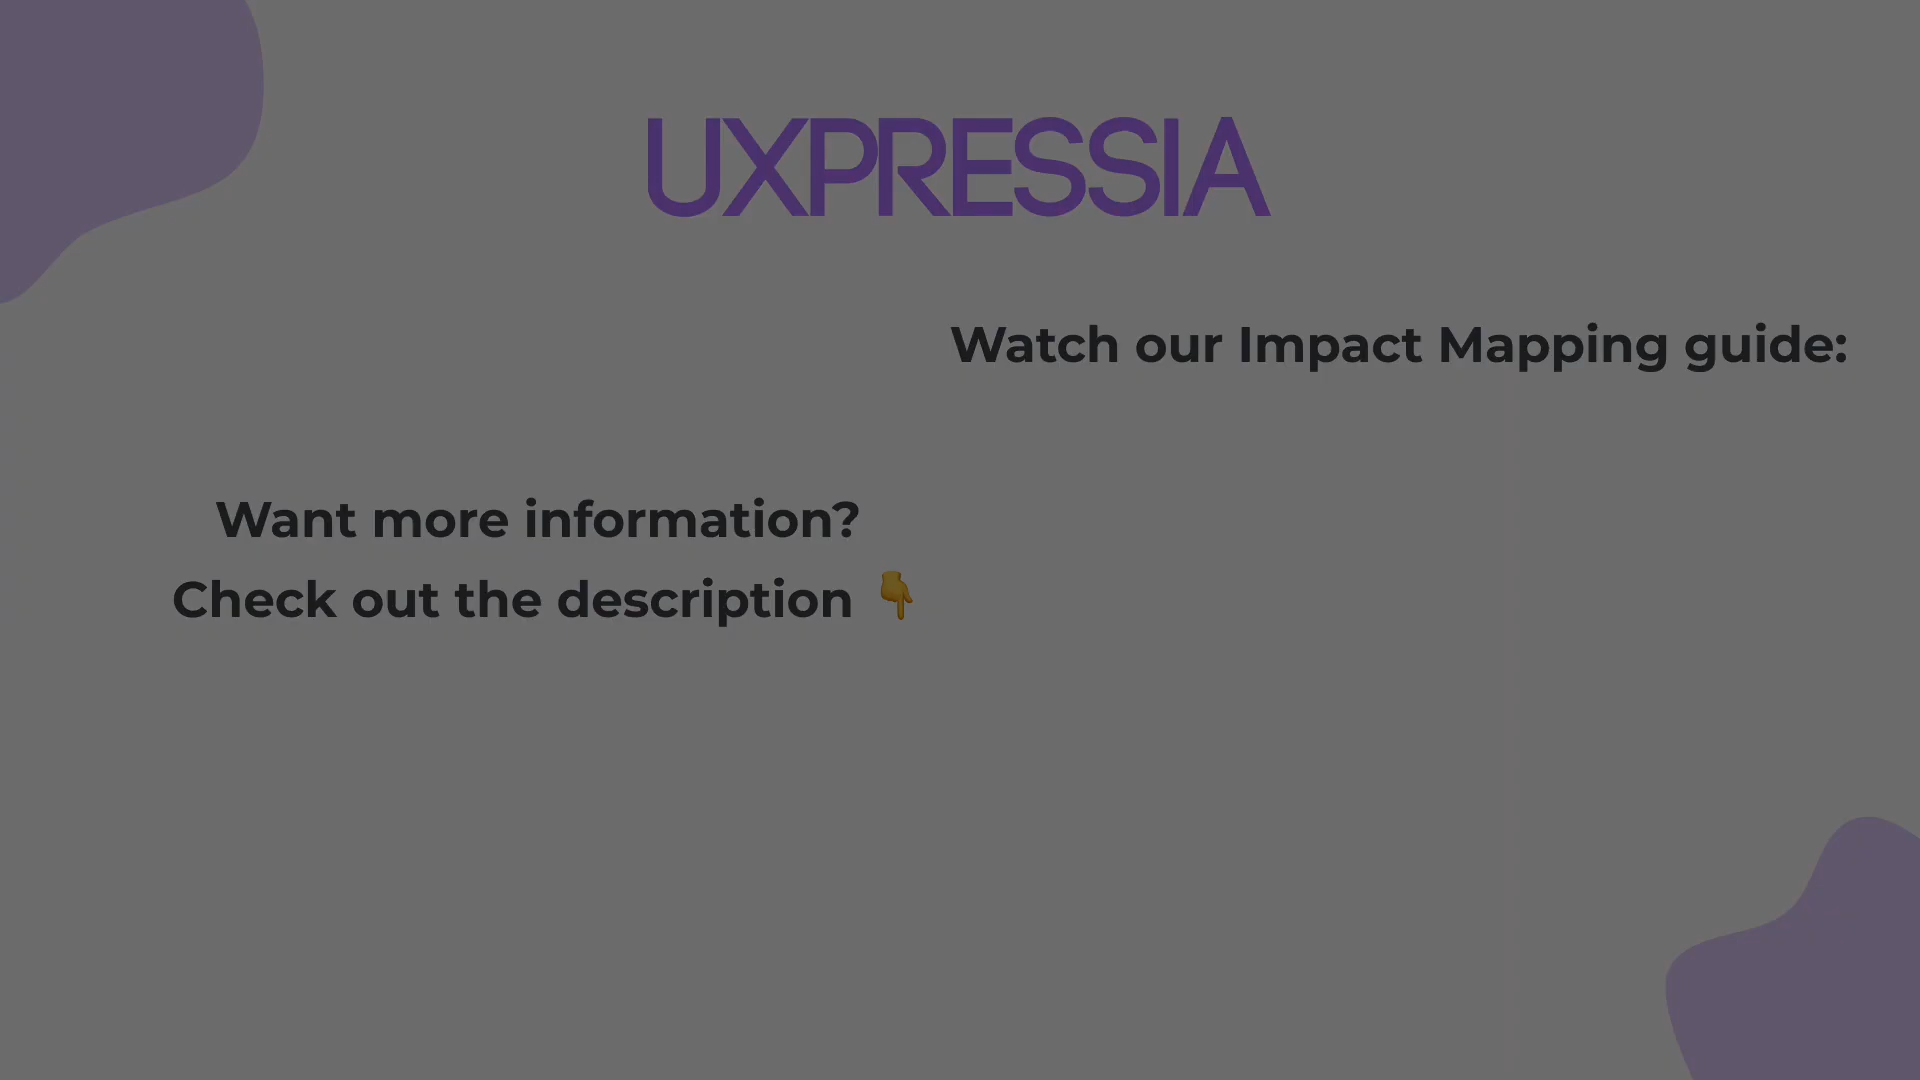 UXPRESSIA
Watch our Impact Mapping guide:
Want more information?
Check out the description 👇